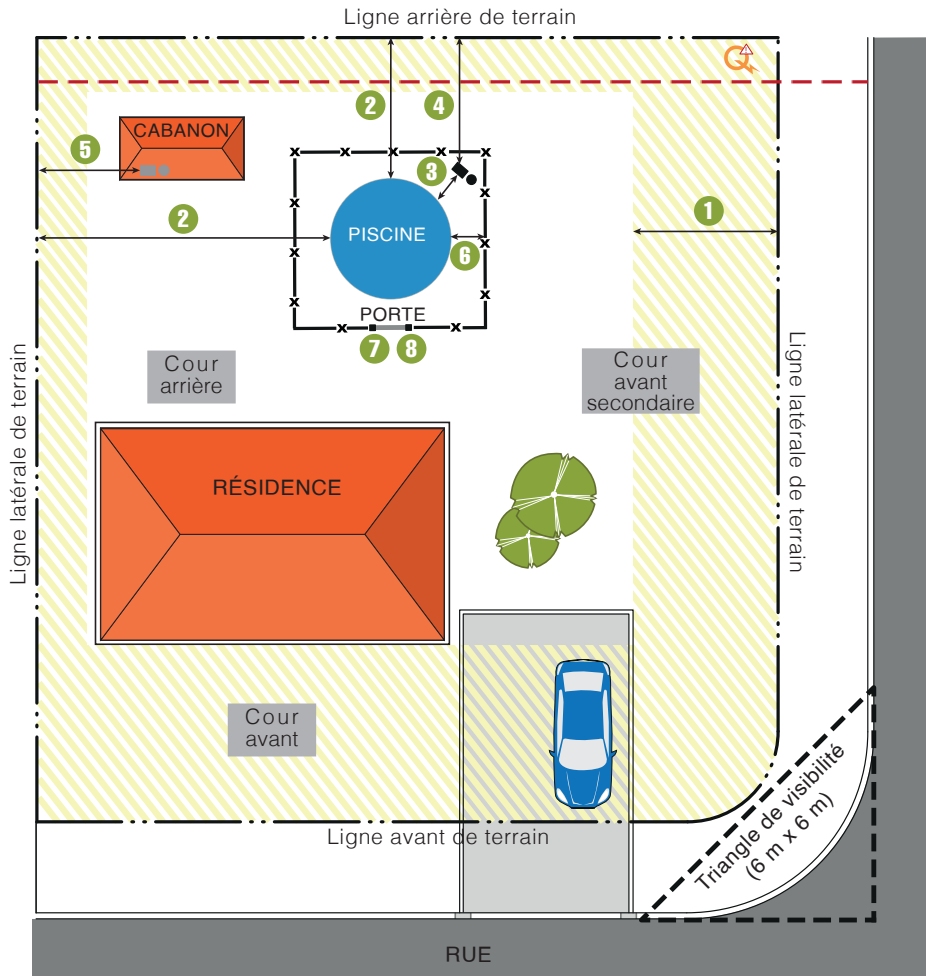 Ligne arrière de terrain
Q
2
4
CABANON
5
3
2
PISCINE
1
6
PORTE
7
8
Cour
arrière
Cour
avant
secondaire
Ligne latérale de terrain
Ligne latérale de terrain
RÉSIDENCE
Cour
avant
Ligne avant de terrain
Triangle de visibilité
(6 m x 6 m)
RUE